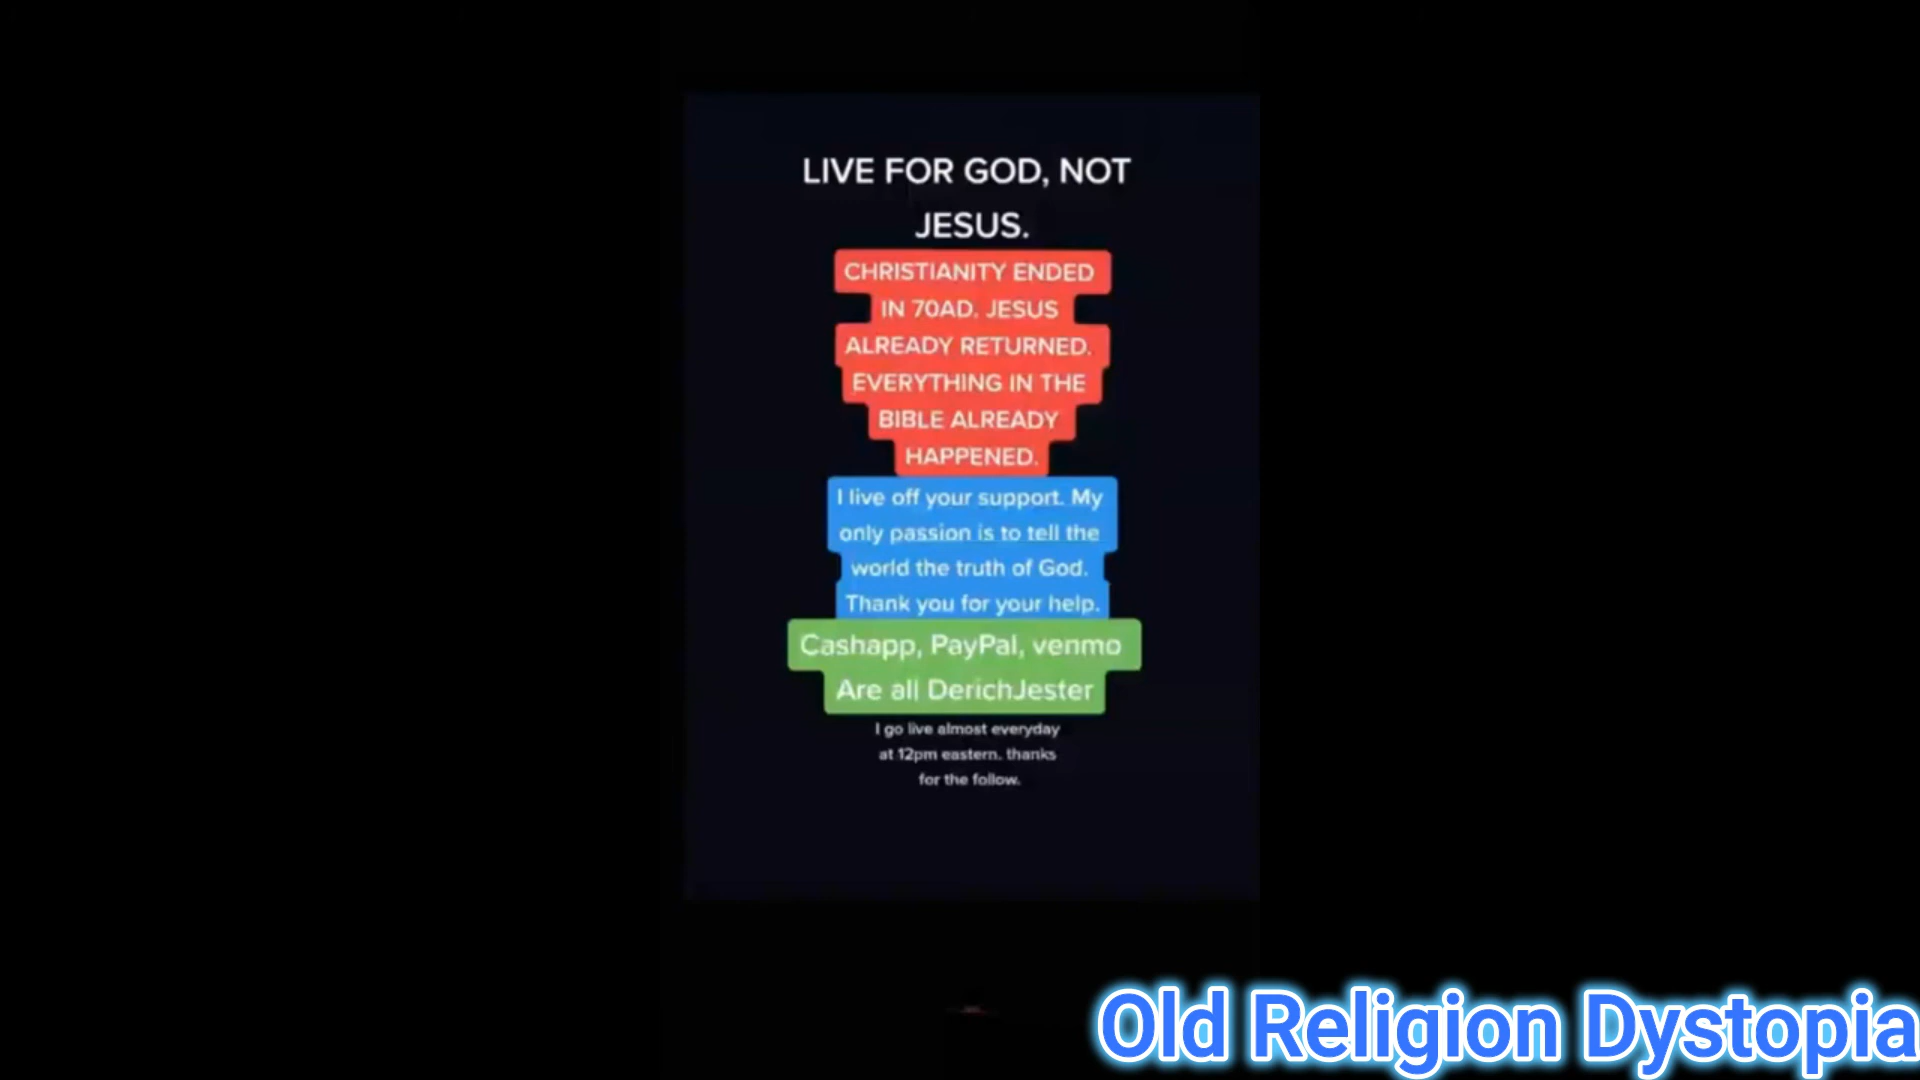 LIVE FOR GOD, NOT
JESUS.
CHRISTIANITY ENDED
IN 70AD. JESUS
ALREADY RETURNED.
EVERYTHING IN THE
BIBLE ALREADY
HAPPENED.
I live off your support. My
only passion is to tell the
world the truth of God.
Thank you for your help.
Cashapp, PayPal, venmo
Are all DerichJester
I go live almost everyday
at 12pm eastern. thanks
for the follow.
Old Religion Dystopia